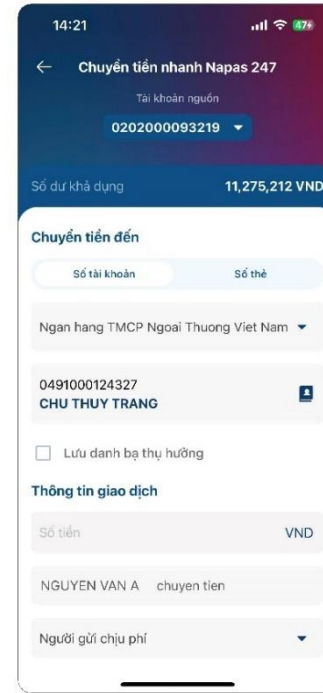 14:21
47
Chuyển tiền nhanh Napas 247
Tài khoản nguồn
0202000093219
Số dư khả dụng 11,275,212 VND
Chuyển tiền đến
Số tài khoản Số thẻ
Ngan hang TMCP Ngoai Thuong Viet Nam
0491000124327
CHU THUY TRANG
Lưu danh bạ thụ hưởng
Thông tin giao dịch
Số tiền VND
NGUYEN VAN A chuyen tien
Người gửi chịu phí